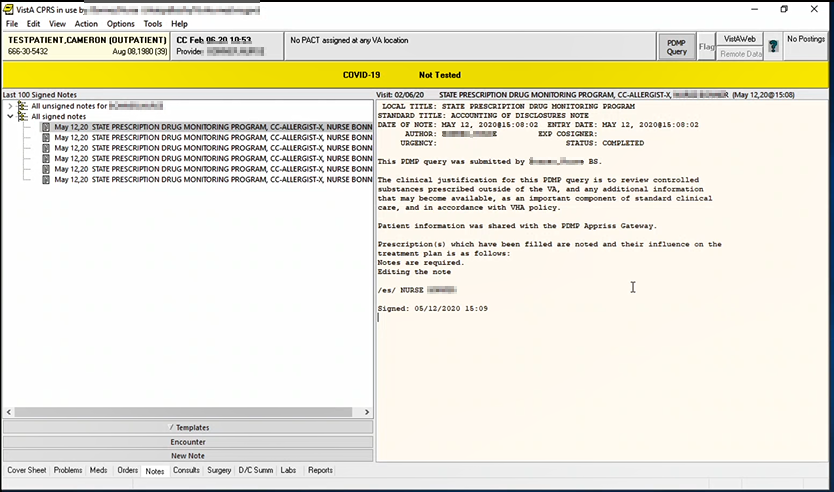 VistA CPRS in use by:
File Edit View Action Options Tools Help
TESTPATIENT,CAMERON (OUTPATIENT)
666-30-5432 Aug 08,1980 (39)
CC Feb 06,20 10:53
Provider:
No PACT assigned at any VA location
PDMP Query
Flag
VistAWeb
Remote Data
No Postings
COVID-19 Not Tested
Last 100 Signed Notes
All unsigned notes for
All signed notes
May 12,20 STATE PRESCRIPTION DRUG MONITORING PROGRAM, CC-ALLERGIST-X, NURSE BONN
May 12,20 STATE PRESCRIPTION DRUG MONITORING PROGRAM, CC-ALLERGIST-X, NURSE BONN
May 12,20 STATE PRESCRIPTION DRUG MONITORING PROGRAM, CC-ALLERGIST-X, NURSE BONN
May 12,20 STATE PRESCRIPTION DRUG MONITORING PROGRAM, CC-ALLERGIST-X, NURSE BONN
May 12,20 STATE PRESCRIPTION DRUG MONITORING PROGRAM, CC-ALLERGIST-X, NURSE BONN
May 12,20 STATE PRESCRIPTION DRUG MONITORING PROGRAM, CC-ALLERGIST-X, NURSE BONN
/ Templates
Encounter
New Note
Visit: 02/06/20 STATE PRESCRIPTION DRUG MONITORING PROGRAM, CC-ALLERGIST-X, (May 12,20@15:08)
LOCAL TITLE: STATE PRESCRIPTION DRUG MONITORING PROGRAM
STANDARD TITLE: ACCOUNTING OF DISCLOSURES NOTE
DATE OF NOTE: MAY 12, 2020@15:08:02 ENTRY DATE: MAY 12, 2020@15:08:02
AUTHOR: EXP COSIGNER:
URGENCY: STATUS: COMPLETED
This PDMP query was submitted by BS.
The clinical justification for this PDMP query is to review controlled
substances prescribed outside of the VA, and any additional information
that may become available, as an important component of standard clinical
care, and in accordance with VHA policy.
Patient information was shared with the PDMP Appriss Gateway.
Prescription(s) which have been filled are noted and their influence on the
treatment plan is as follows:
Notes are required.
Editing the note
/es/ NURSE
Signed: 05/12/2020 15:09
Cover Sheet Problems Meds Orders Notes Consults Surgery D/C Summ Labs Reports